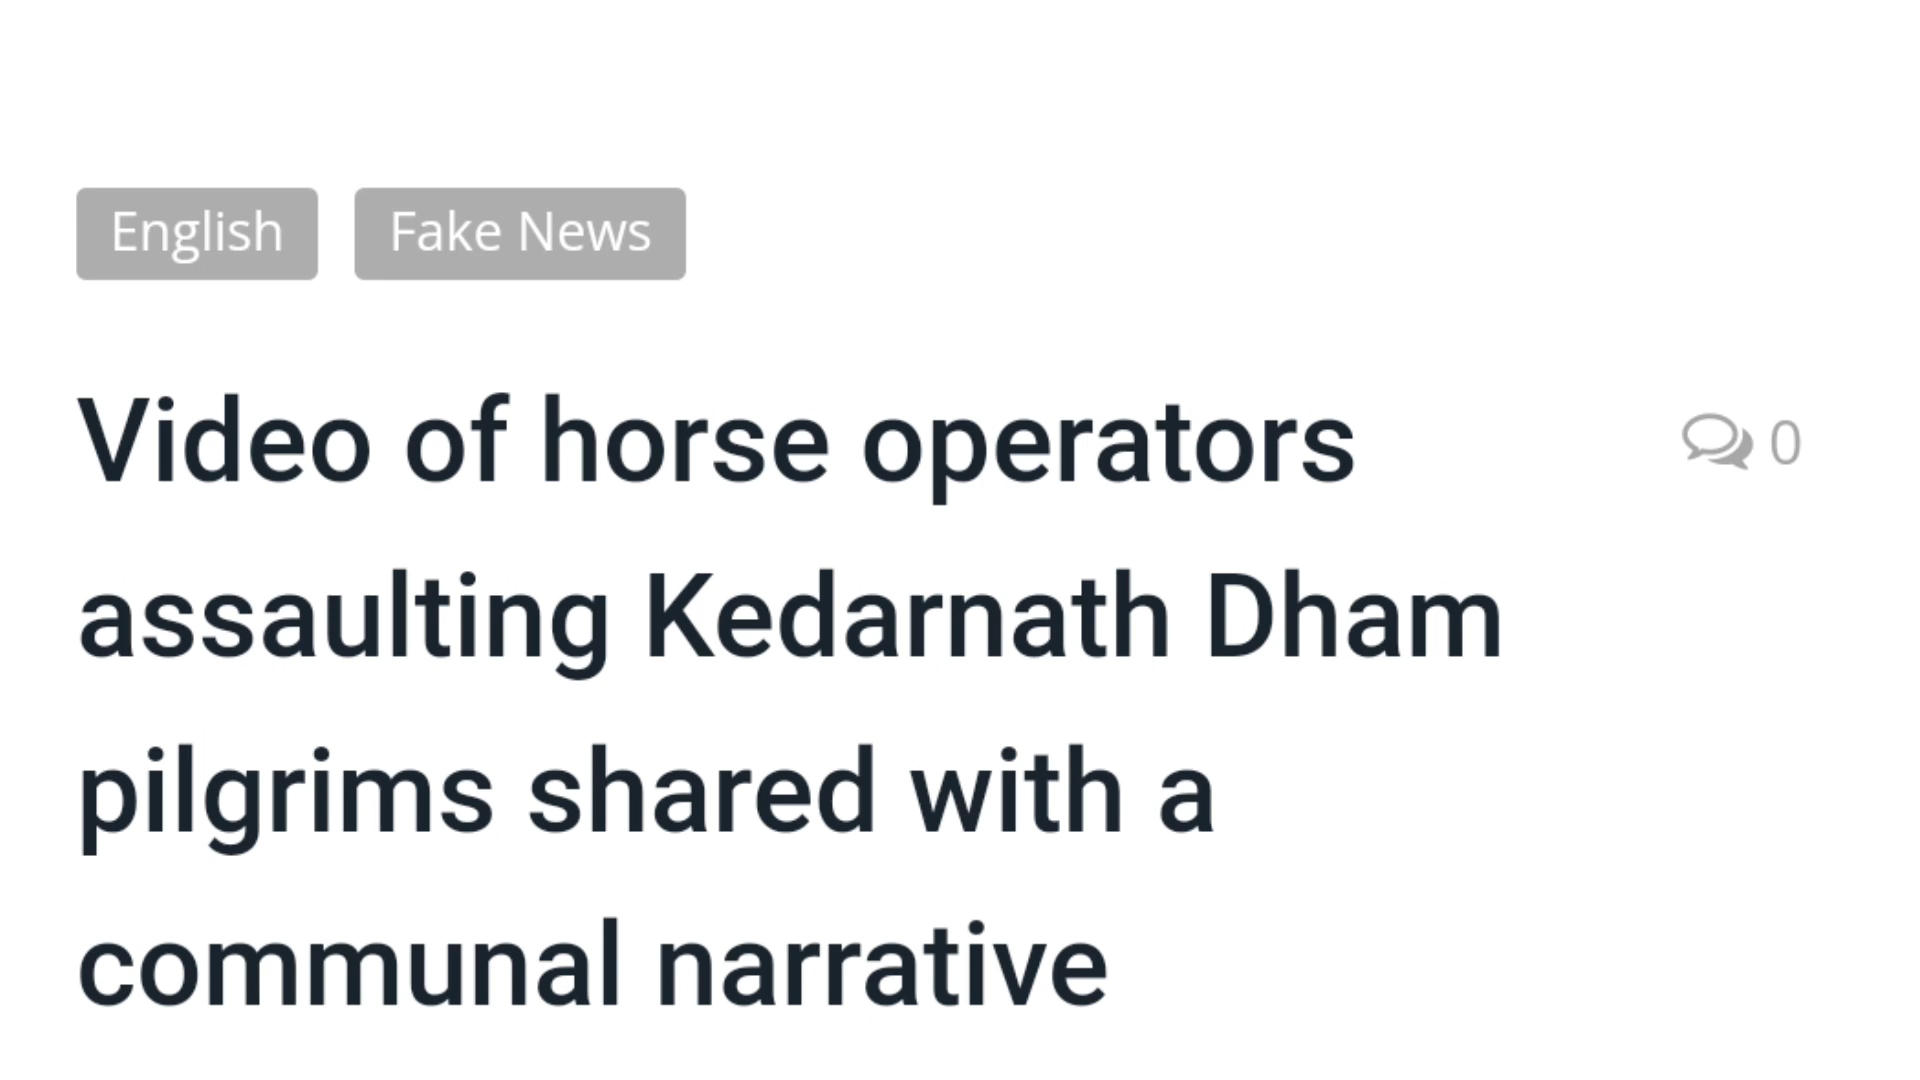 English Fake News
Video of horse operators
0
assaulting Kedarnath Dham
pilgrims shared with a
communal narrative